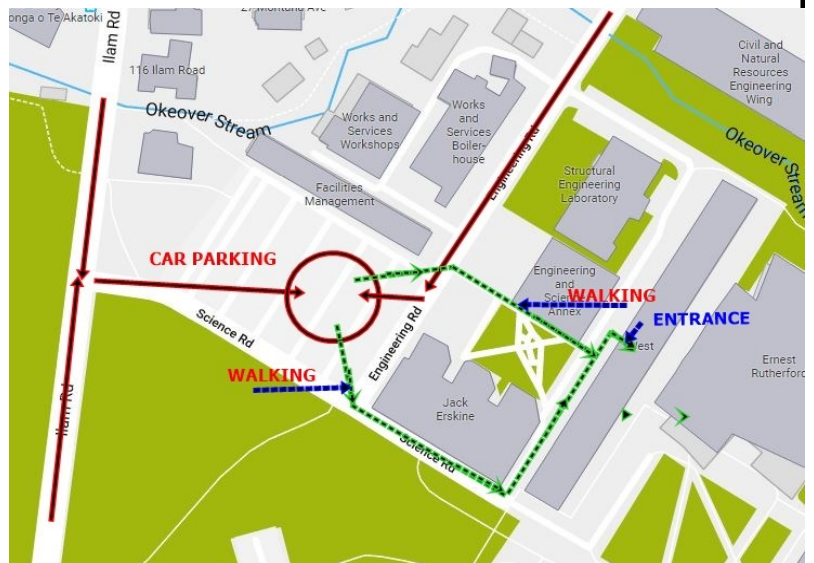 onga o Te Akatoki
Ilam Rd
27 Montana Ave
116 Ilam Road
Okeover Stream
Works and
Services
Workshops
Works
and
Services
Boiler-
house
Civil and
Natural
Resources
Engineering
Wing
Okeover Stream
Engineering Rd
Structural
Engineering
Laboratory
Facilities
Management
CAR PARKING
Engineering
and
Science
Annex
WALKING
ENTRANCE
West
Science Rd
Engineering Rd
WALKING
Ernest
Rutherford
Jack
Erskine
Ilam Rd
Science Rd